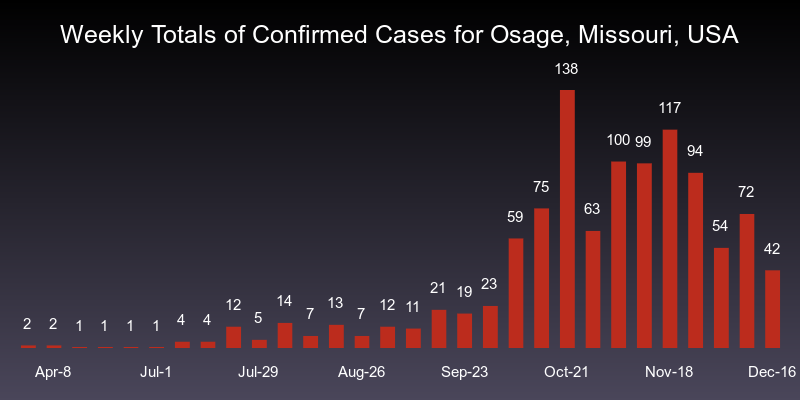 Weekly Totals of Confirmed Cases for Osage, Missouri, USA
138
117
100 99
94
75
72
59
63
54
42
21 19 23
12 14 13 12 11
5 7 7
2 2 1 1 1 1 4 4
Apr-8 Jul-1 Jul-29 Aug-26 Sep-23 Oct-21 Nov-18 Dec-16